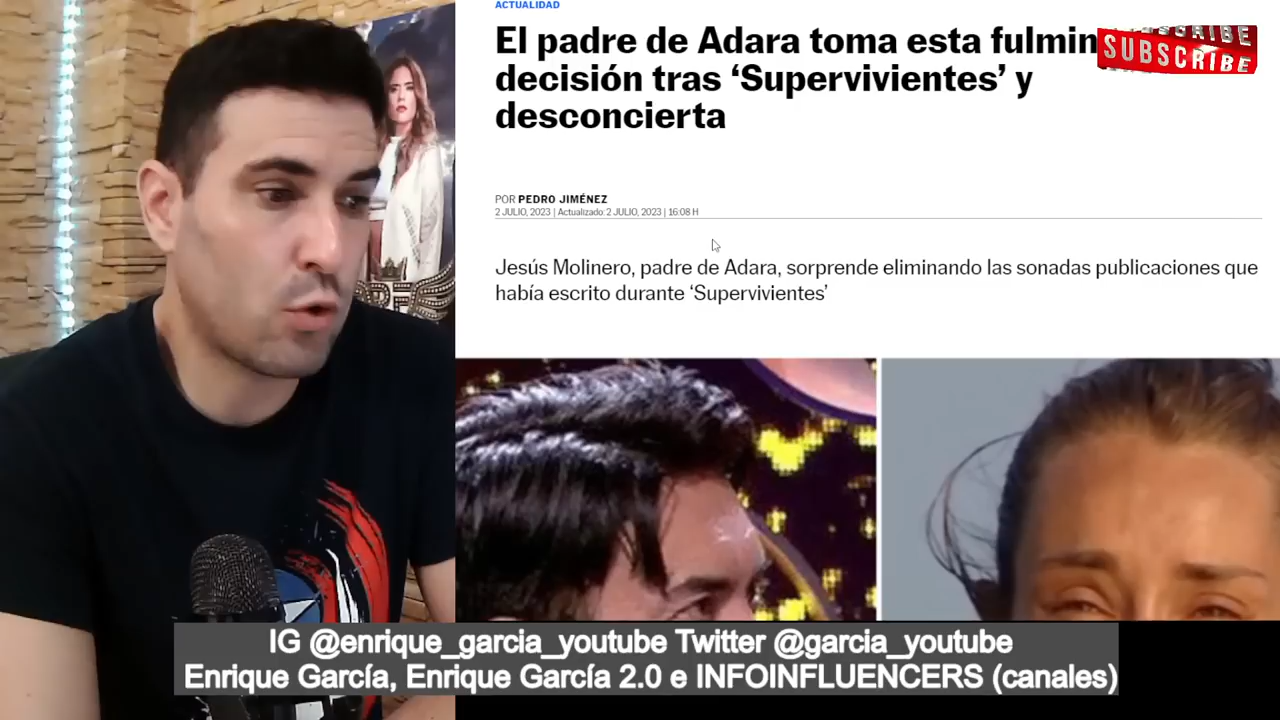 ACTUALIDAD
El padre de Adara toma esta
decisión tras ‘Supervivientes’ y
desconcierta
SUBSCRIBE
POR PEDRO JIMÉNEZ
2 JULIO, 2023 | Actualizado: 2 JULIO, 2023 | 16:08 H
Jesús Molinero, padre de Adara, sorprende eliminando las sonadas publicaciones que
había escrito durante ‘Supervivientes’
IG @enrique_garcia_youtube Twitter @garcia_youtube
Enrique García, Enrique García 2.0 e INFOINFLUENCERS (canales)